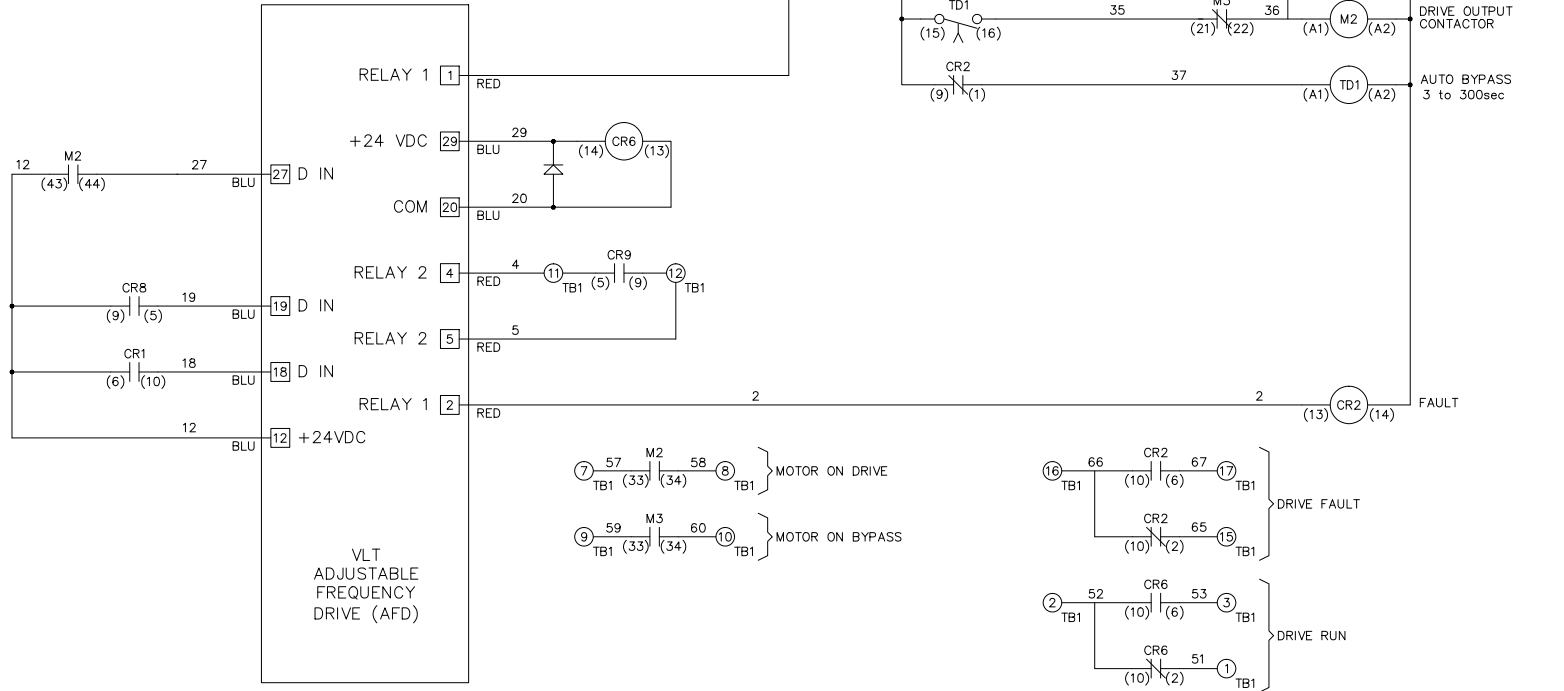 TD1
35
M3
36
DRIVE OUTPUT
CONTACTOR
(15)
(16)
(21)
(22)
(A1)
M2
(A2)
RELAY 1
1
RED
CR2
37
(9)
(1)
(A1)
TD1
(A2)
AUTO BYPASS
3 to 300sec
+24 VDC
29
29
BLU
(14)
CR6
(13)
12
M2
27
(43)
(44)
BLU
27
D IN
COM
20
20
BLU
RELAY 2
4
4
RED
11
TB1
CR9
(5)
(9)
12
TB1
CR8
19
(9)
(5)
BLU
19
D IN
RELAY 2
5
5
RED
CR1
18
(6)
(10)
BLU
18
D IN
RELAY 1
2
RED
2
2
(13)
CR2
(14)
FAULT
12
BLU
12
+24VDC
7
TB1
57
M2
(33)
(34)
58
8
TB1
MOTOR ON DRIVE
9
TB1
59
M3
(33)
(34)
60
10
TB1
MOTOR ON BYPASS
16
TB1
66
CR2
(10)
(6)
67
17
TB1
CR2
(10)
(2)
65
15
TB1
DRIVE FAULT
2
TB1
52
CR6
(10)
(6)
53
3
TB1
CR6
(10)
(2)
51
1
TB1
DRIVE RUN
VLT
ADJUSTABLE
FREQUENCY
DRIVE (AFD)